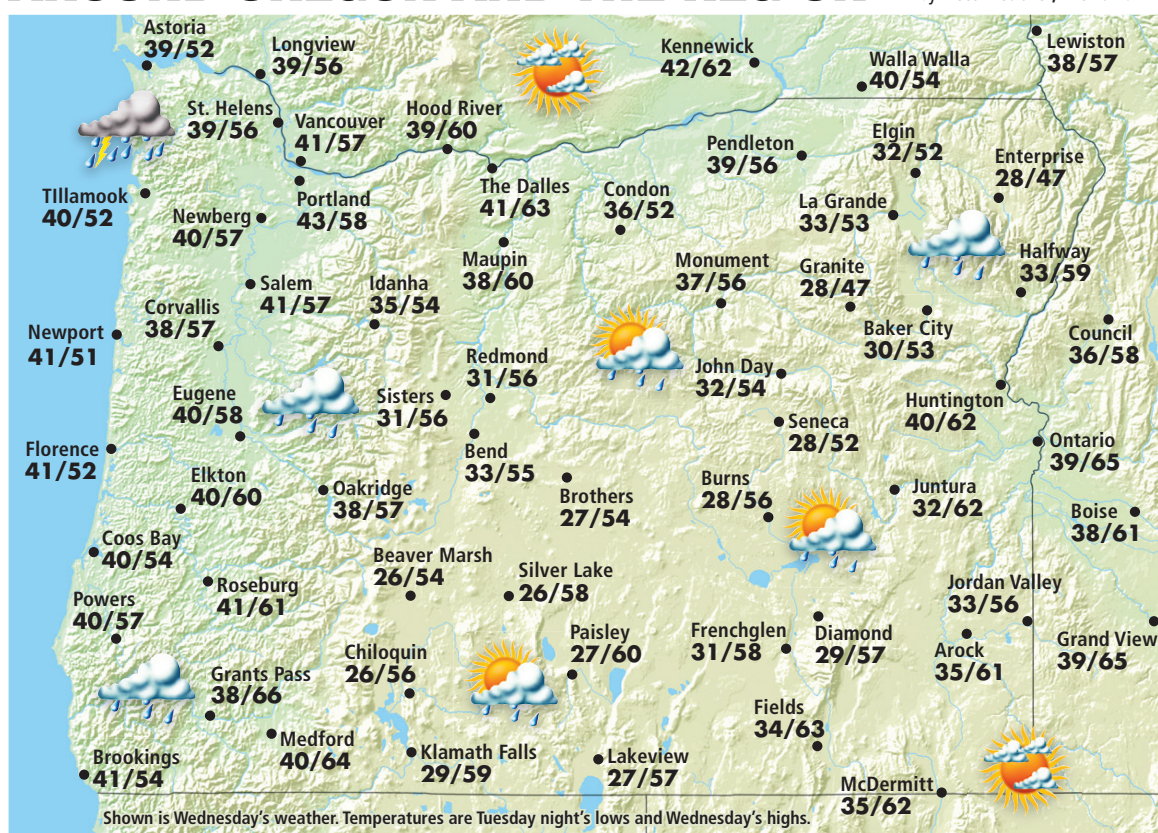 Astoria
39/52
Longview
39/56
Kennewick
42/62
Walla Walla
40/54
Lewiston
38/57
St. Helens
39/56
Vancouver
41/57
Hood River
39/60
Pendleton
39/56
Elgin
32/52
Enterprise
28/47
TIllamook
40/52
Newberg
40/57
Portland
43/58
The Dalles
41/63
Condon
36/52
La Grande
33/53
Maupin
38/60
Monument
37/56
Granite
28/47
Halfway
33/59
Salem
41/57
Idanha
35/54
Corvallis
38/57
Newport
41/51
Baker City
30/53
Council
36/58
Redmond
31/56
John Day
32/54
Eugene
40/58
Sisters
31/56
Huntington
40/62
Seneca
28/52
Florence
41/52
Bend
33/55
Ontario
39/65
Elkton
40/60
Oakridge
38/57
Brothers
27/54
Burns
28/56
Juntura
32/62
Boise
38/61
Coos Bay
40/54
Beaver Marsh
26/54
Silver Lake
26/58
Roseburg
41/61
Jordan Valley
33/56
Powers
40/57
Paisley
27/60
Frenchglen
31/58
Diamond
29/57
Arock
35/61
Grand View
39/65
Chiloquin
26/56
Grants Pass
38/66
Fields
34/63
Medford
40/64
Klamath Falls
29/59
Lakeview
27/57
Brookings
41/54
McDermitt
35/62
Shown is Wednesday's weather. Temperatures are Tuesday night's lows and Wednesday's highs.